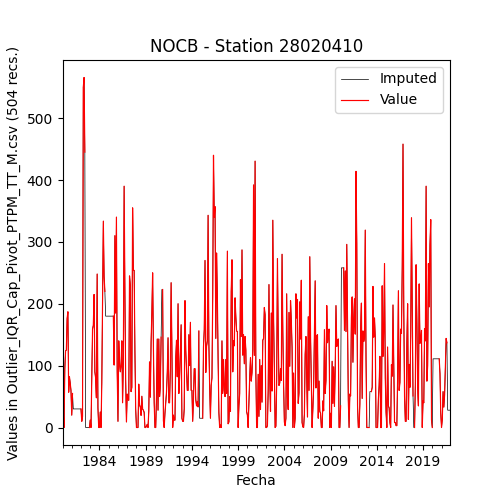 NOCB - Station 28020410
Imputed
Value
Values in Outlier_IQR_Cap_Pivot_PTPM_TT_M.csv (504 recs.)
500
400
300
200
100
0
1984 1989 1994 1999 2004 2009 2014 2019
Fecha